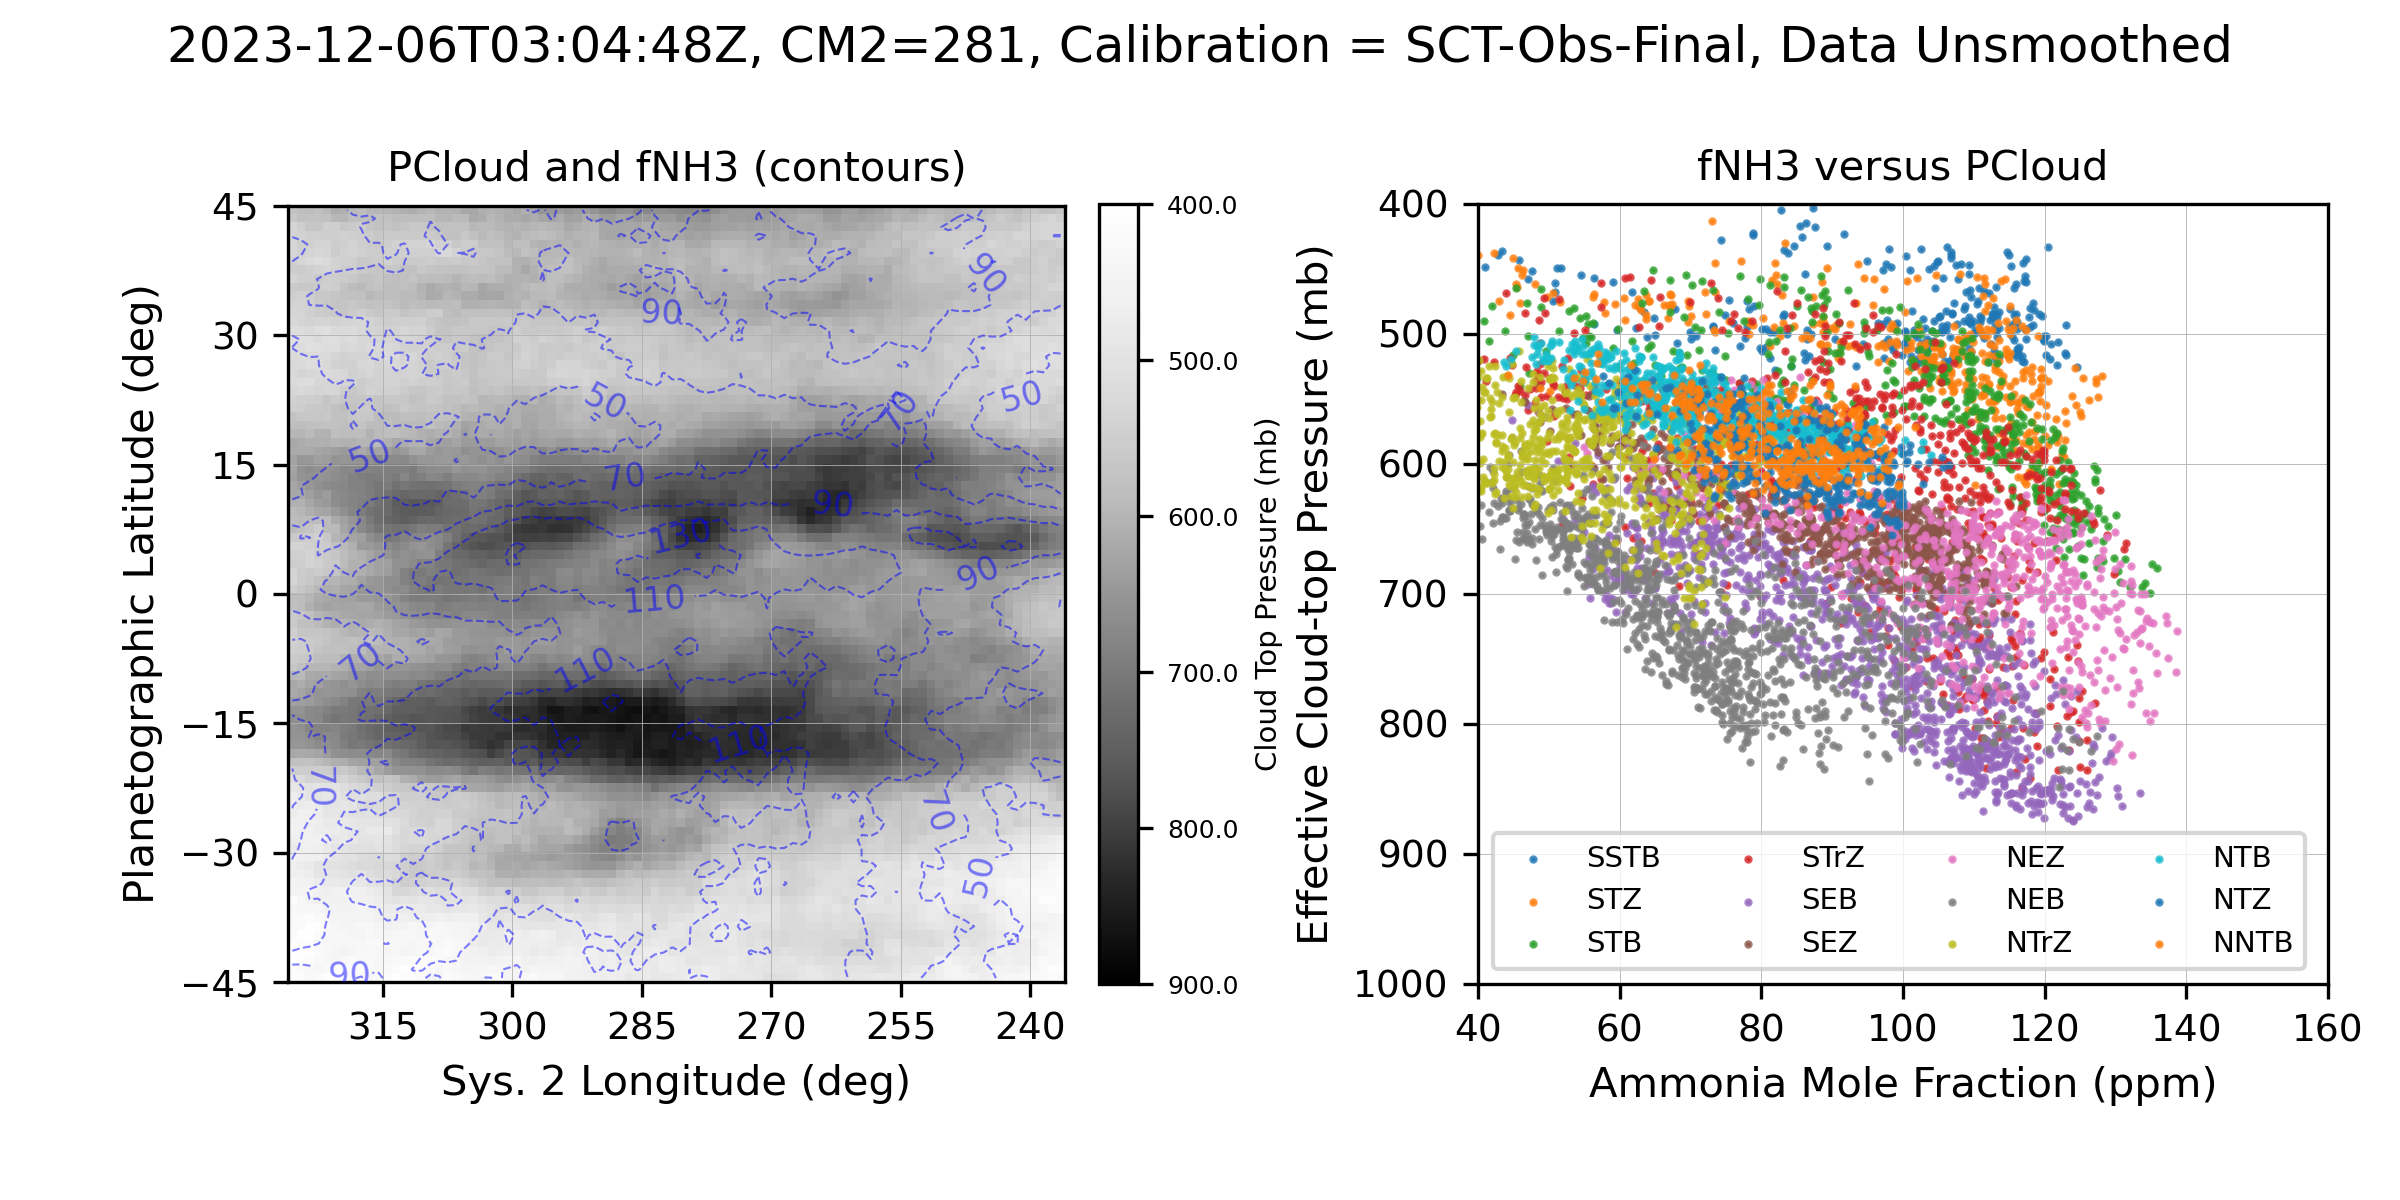 2023-12-06T03:04:48Z, CM2=281, Calibration = SCT-Obs-Final, Data Unsmoothed
PCloud and fNH3 (contours)
45
30
15
0
−15
−30
−45
Planetographic Latitude (deg)
315
300
285
270
255
240
Sys. 2 Longitude (deg)
90
90
50
70
50
50
70
90
130
90
110
70
110
110
70
70
50
90
400.0
500.0
600.0
700.0
800.0
900.0
Cloud Top Pressure (mb)
fNH3 versus PCloud
400
500
600
700
800
900
1000
Effective Cloud-top Pressure (mb)
SSTB
STZ
STB
STrZ
SEB
SEZ
NEZ
NEB
NTrZ
NTB
NTZ
NNTB
40
60
80
100
120
140
160
Ammonia Mole Fraction (ppm)